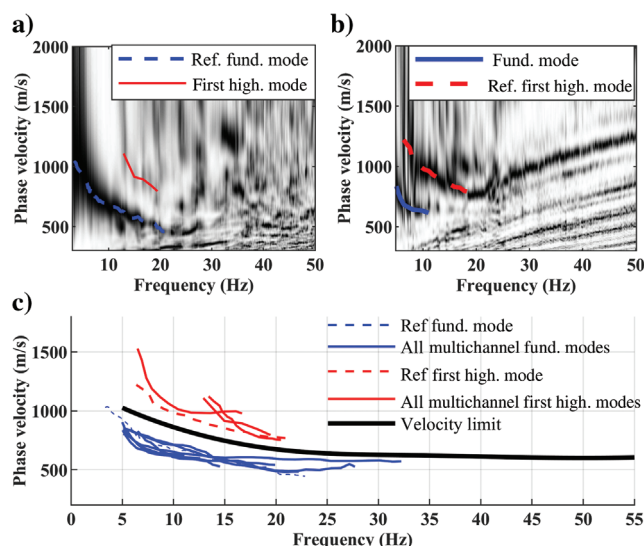 a)
2000
1500
1000
500
Phase velocity (m/s)
Ref. fund. mode
First high. mode
10 20 30 40 50
Frequency (Hz)
b)
2000
1500
1000
500
Phase velocity (m/s)
Fund. mode
Ref. first high. mode
10 20 30 40 50
Frequency (Hz)
c)
1500
1000
500
Phase velocity (m/s)
Ref fund. mode
All multichannel fund. modes
Ref first high. mode
All multichannel first high. modes
Velocity limit
0 5 10 15 20 25 30 35 40 45 50 55
Frequency (Hz)